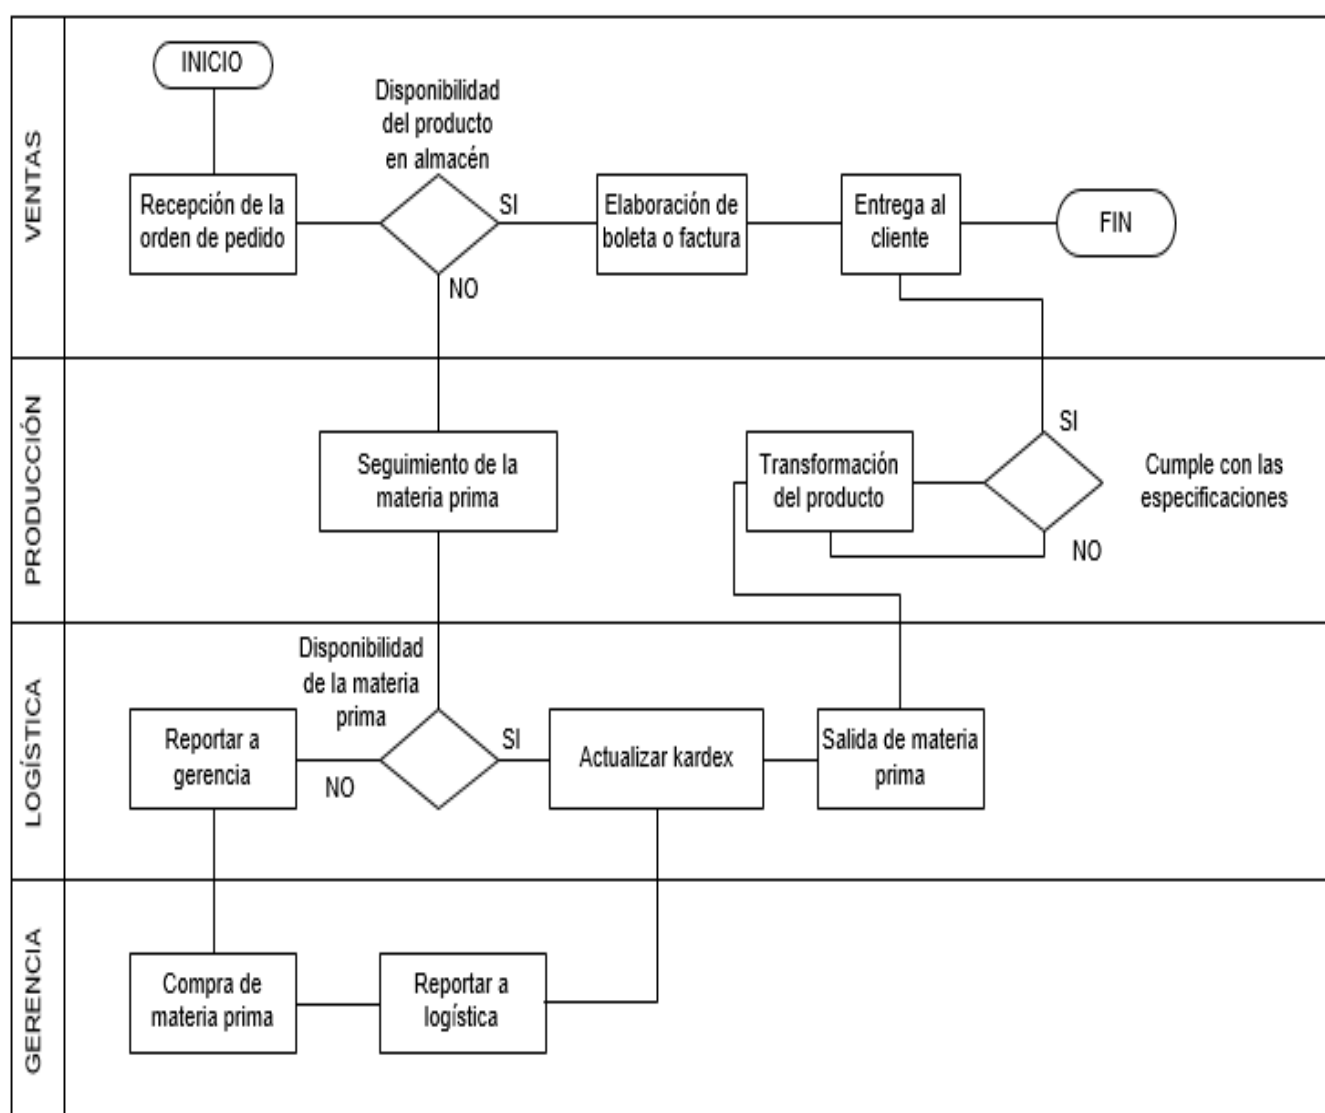 VENTAS
INICIO
Disponibilidad
del producto
en almacén
Recepción de la
orden de pedido
SI
NO
Elaboración de
boleta o factura
Entrega al
cliente
FIN
PRODUCCIÓN
Seguimiento de la
materia prima
Transformación
del producto
SI
NO
Cumple con las
especificaciones
LOGÍSTICA
Disponibilidad
de la materia
prima
Reportar a
gerencia
NO
SI
Actualizar kardex
Salida de materia
prima
GERENCIA
Compra de
materia prima
Reportar a
logística